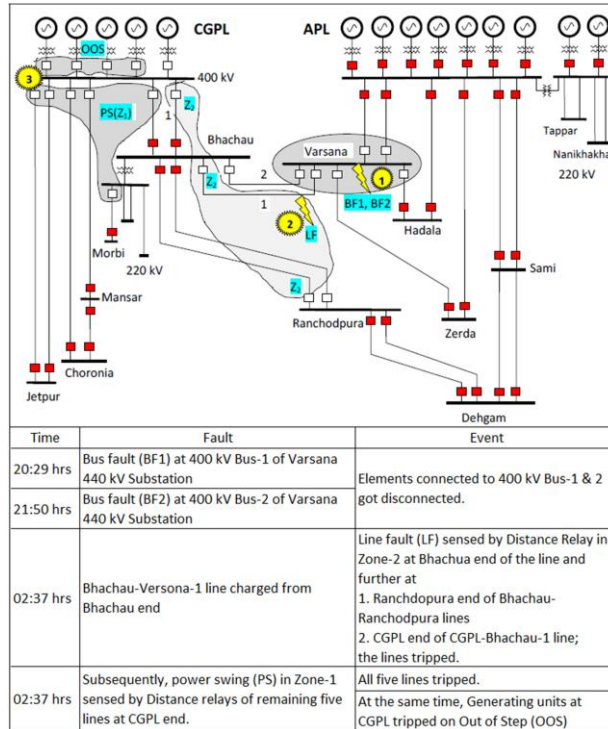 CGPL
APL
OOS
3
400 kV
PS(Z₁)
Z₂
1
Bhachau
Z₂
2
1
Varsana
1
BF1, BF2
2
LF
Z₂
Tappar
Nanikhakhar
220 kV
Hadala
Morbi
220 kV
Mansar
Choronia
Jetpur
Ranchodpura
Zerda
Sami
Dehgam
Time Fault Event
20:29 hrs
Bus fault (BF1) at 400 kV Bus-1 of Varsana
440 kV Substation
Elements connected to 400 kV Bus-1 & 2
got disconnected.
21:50 hrs
Bus fault (BF2) at 400 kV Bus-2 of Varsana
440 kV Substation
02:37 hrs
Bhachau-Versona-1 line charged from
Bhachau end
Line fault (LF) sensed by Distance Relay in
Zone-2 at Bhachua end of the line and
further at
1. Ranchdopura end of Bhachau-
Ranchodpura lines
2. CGPL end of CGPL-Bhachau-1 line;
the lines tripped.
02:37 hrs
Subsequently, power swing (PS) in Zone-1
sensed by Distance relays of remaining five
lines at CGPL end.
All five lines tripped.
At the same time, Generating units at
CGPL tripped on Out of Step (OOS)